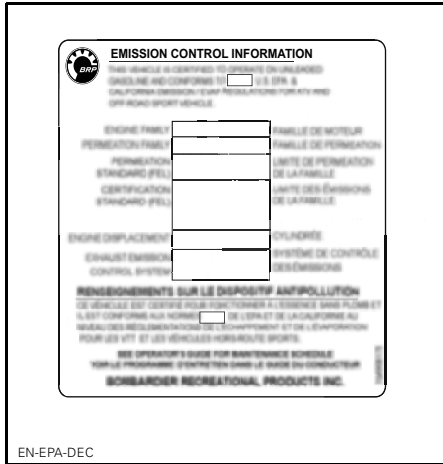 BRP
EMISSION CONTROL INFORMATION
THIS VEHICLE IS CERTIFIED TO OPERATE ON UNLEADED
GASOLINE AND CONFORMS TO U.S. EPA &
CALIFORNIA EMISSION / EVAP REGULATIONS FOR ATV AND
OFF-ROAD SPORT VEHICLE.
ENGINE FAMILY FAMILLE DE MOTEUR
PERMEATION FAMILY FAMILLE DE PERMEATION
PERMEATION LIMITE DE PERMEATION
STANDARD (FEL) DE LA FAMILLE
CERTIFICATION LIMITE DES ÉMISSIONS
STANDARD (FEL) DE LA FAMILLE
ENGINE DISPLACEMENT CYLINDRÉE
EXHAUST EMISSION SYSTÈME DE CONTRÔLE
CONTROL SYSTEM DES ÉMISSIONS
RENSEIGNEMENTS SUR LE DISPOSITIF ANTIPOLLUTION
CE VÉHICULE EST CERTIFIÉ POUR FONCTIONNER À L'ESSENCE SANS PLOMB ET
IL EST CONFORME AUX NORMES DE L'EPA ET DE LA CALIFORNIE AU
NIVEAU DES RÉGLEMENTATIONS DE L'ÉCHAPPEMENT ET DE L'ÉVAPORATION
POUR LES VTT ET LES VÉHICULES HORS-ROUTE SPORTS.
SEE OPERATOR'S GUIDE FOR MAINTENANCE SCHEDULE
VOIR LE PROGRAMME D'ENTRETIEN DANS LE GUIDE DU CONDUCTEUR
BOMBARDIER RECREATIONAL PRODUCTS INC.
EN-EPA-DEC